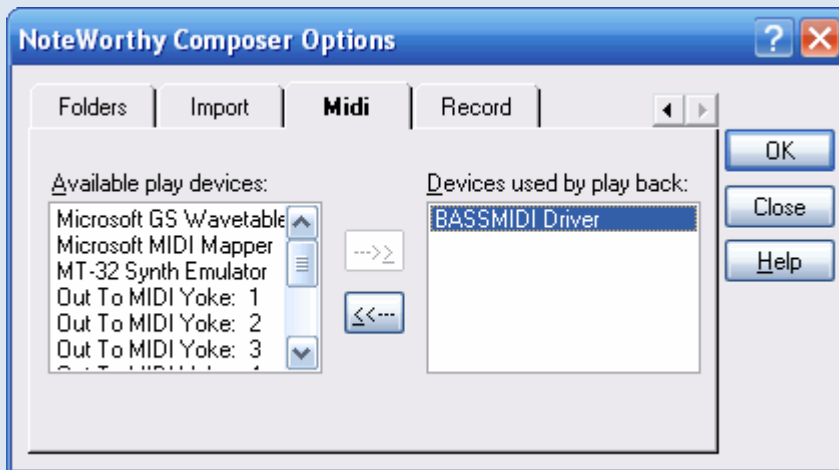 NoteWorthy Composer Options
Folders Import Midi Record
OK
Available play devices: Devices used by play back:
Microsoft GS Wavetable BASSMIDI Driver
Close
Microsoft MIDI Mapper
MT-32 Synth Emulator --->>
Help
Out To MIDI Yoke: 1
Out To MIDI Yoke: 2 <<---
Out To MIDI Yoke: 3